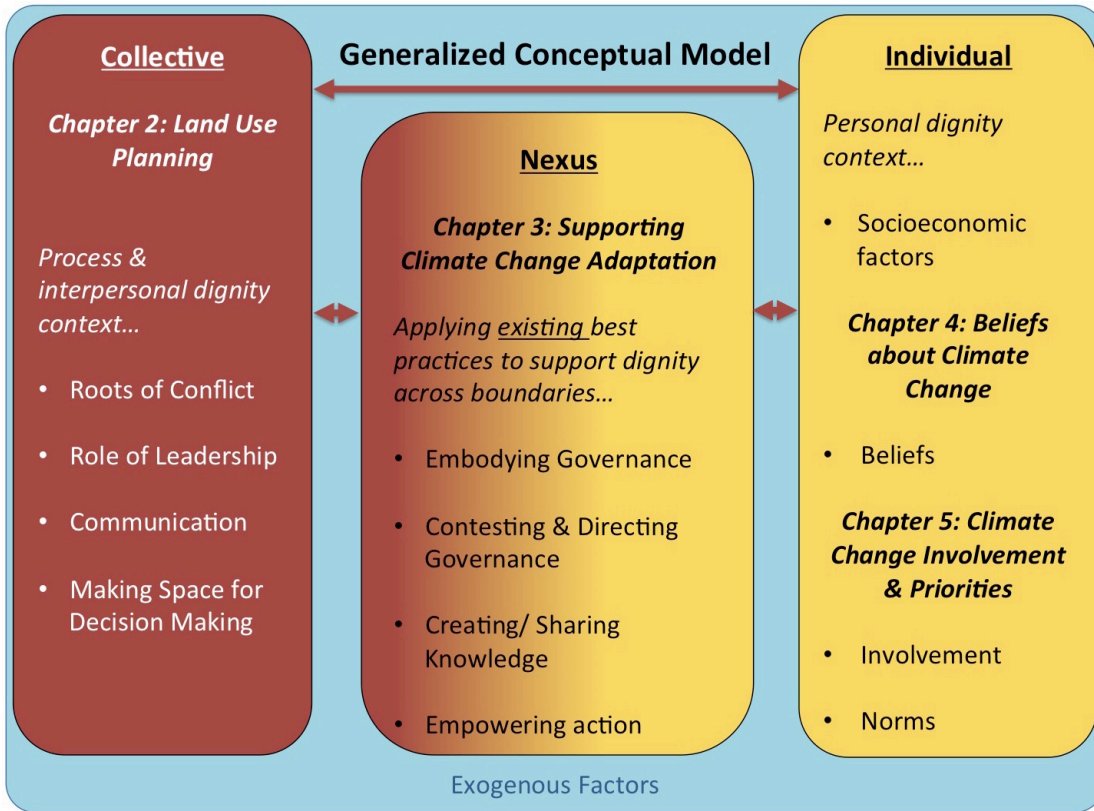 Generalized Conceptual Model
Collective
Chapter 2: Land Use
Planning
Process &
interpersonal dignity
context…
• Roots of Conflict
• Role of Leadership
• Communication
• Making Space for
Decision Making
Nexus
Chapter 3: Supporting
Climate Change Adaptation
Applying existing best
practices to support dignity
across boundaries…
• Embodying Governance
• Contesting & Directing
Governance
• Creating/ Sharing
Knowledge
• Empowering action
Individual
Personal dignity
context…
• Socioeconomic
factors
Chapter 4: Beliefs
about Climate
Change
• Beliefs
Chapter 5: Climate
Change Involvement
& Priorities
• Involvement
• Norms
Exogenous Factors